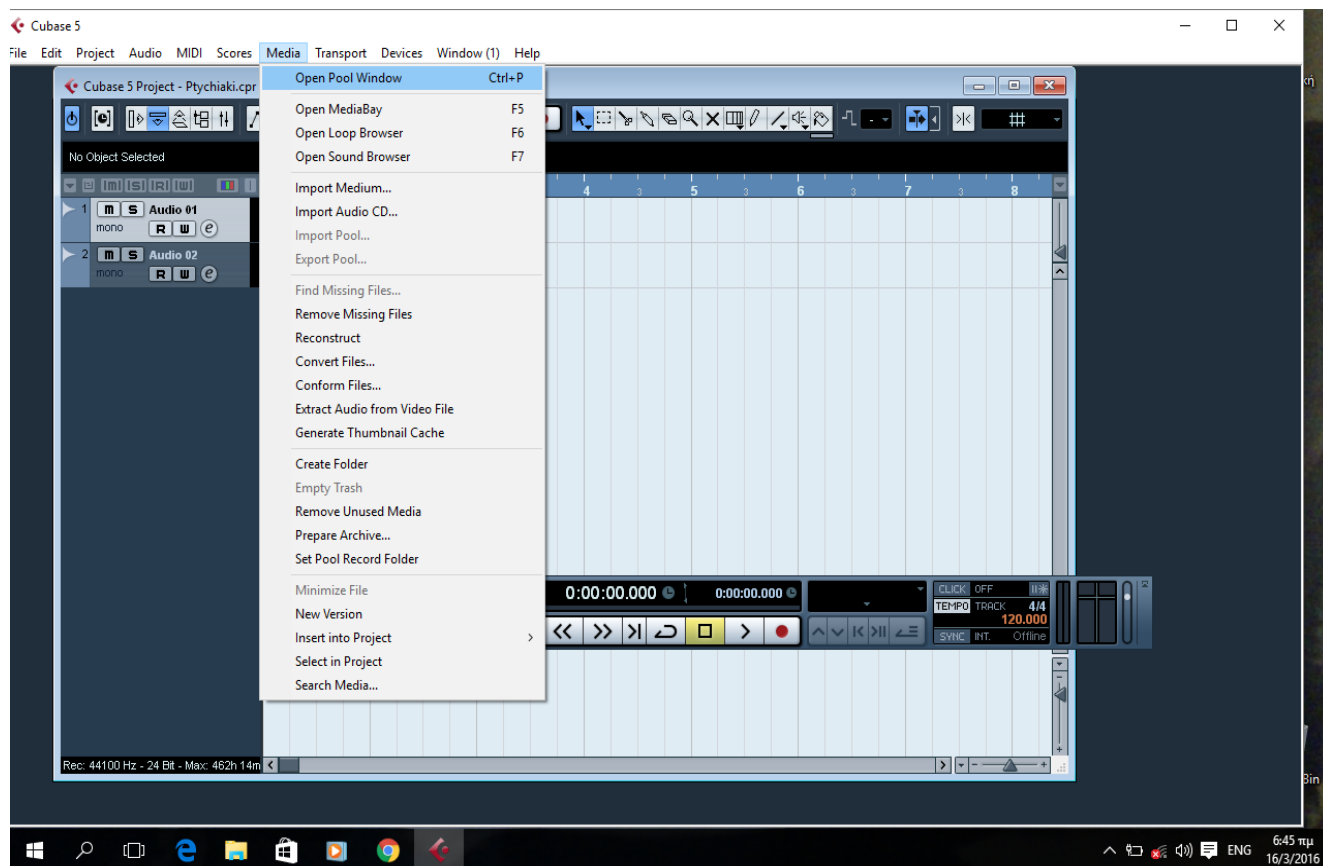 Cubase 5
File Edit Project Audio MIDI Scores Media Transport Devices Window (1) Help
Cubase 5 Project - Ptychiaki.cpr
No Object Selected
4 3 5 3 6 3 7 3 8
1 m S Audio 01
mono R W e
2 m S Audio 02
mono R W e
Open Pool Window Ctrl+P
Open MediaBay F5
Open Loop Browser F6
Open Sound Browser F7
Import Medium...
Import Audio CD...
Import Pool...
Export Pool...
Find Missing Files...
Remove Missing Files
Reconstruct
Convert Files...
Conform Files...
Extract Audio from Video File
Generate Thumbnail Cache
Create Folder
Empty Trash
Remove Unused Media
Prepare Archive...
Set Pool Record Folder
Minimize File
New Version
Insert into Project
Select in Project
Search Media...
0:00:00.000 0:00:00.000
CLICK OFF
TEMPO TRACK 4/4
120.000
SYNC INT. Offline
Rec: 44100 Hz - 24 Bit - Max: 462h 14m
ENG
6:45 πμ
16/3/2016